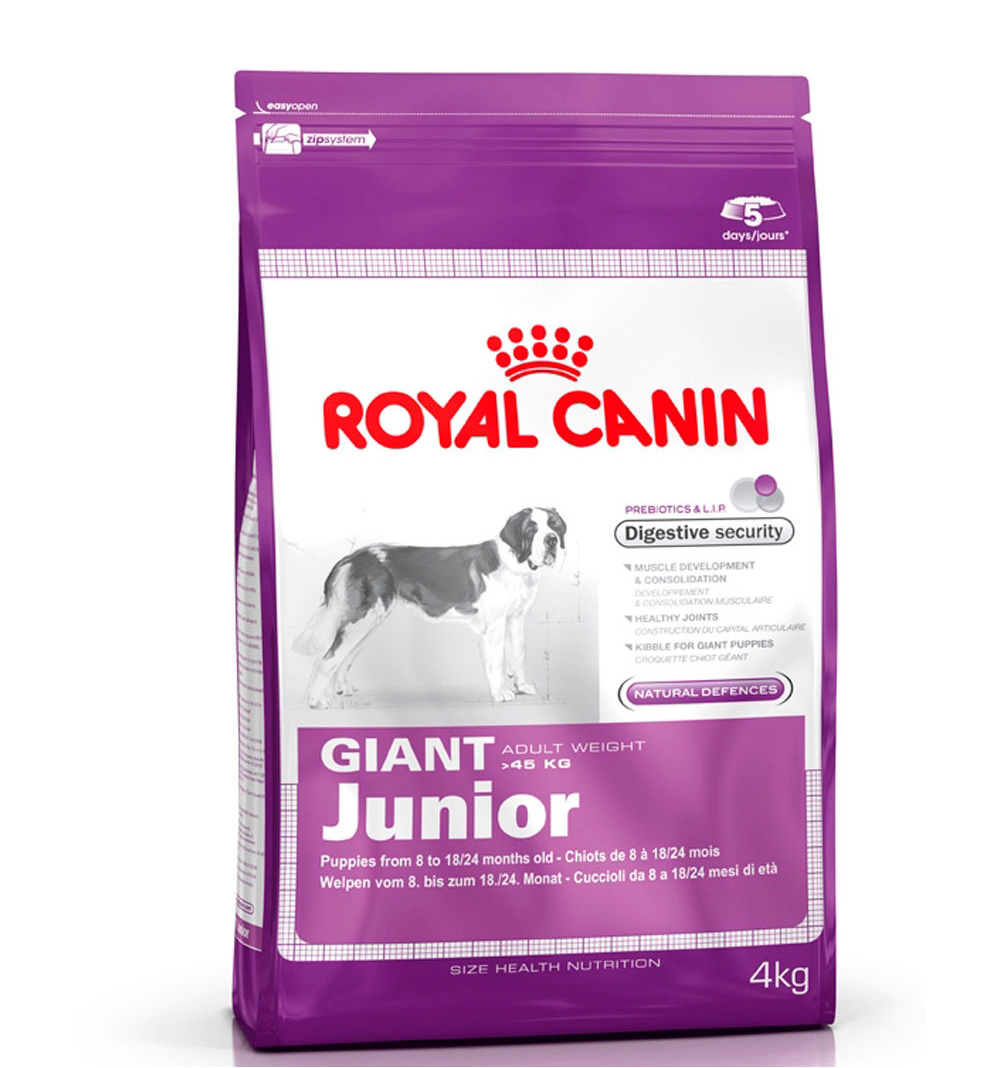 easyopen
zipsystem
5
days/jours*
ROYAL CANIN
PREBIOTICS & L.I.P.
Digestive security
MUSCLE DEVELOPMENT
& CONSOLIDATION
DÉVELOPPEMENT
& CONSOLIDATION MUSCULAIRE
HEALTHY JOINTS
CONSTRUCTION DU CAPITAL ARTICULAIRE
KIBBLE FOR GIANT PUPPIES
CROQUETTE CHIOT GÉANT
NATURAL DEFENCES
GIANT ADULT WEIGHT
>45 KG
Junior
Puppies from 8 to 18/24 months old - Chiots de 8 à 18/24 mois
Welpen vom 8. bis zum 18./24. Monat - Cuccioli da 8 a 18/24 mesi di età
SIZE HEALTH NUTRITION
4kg